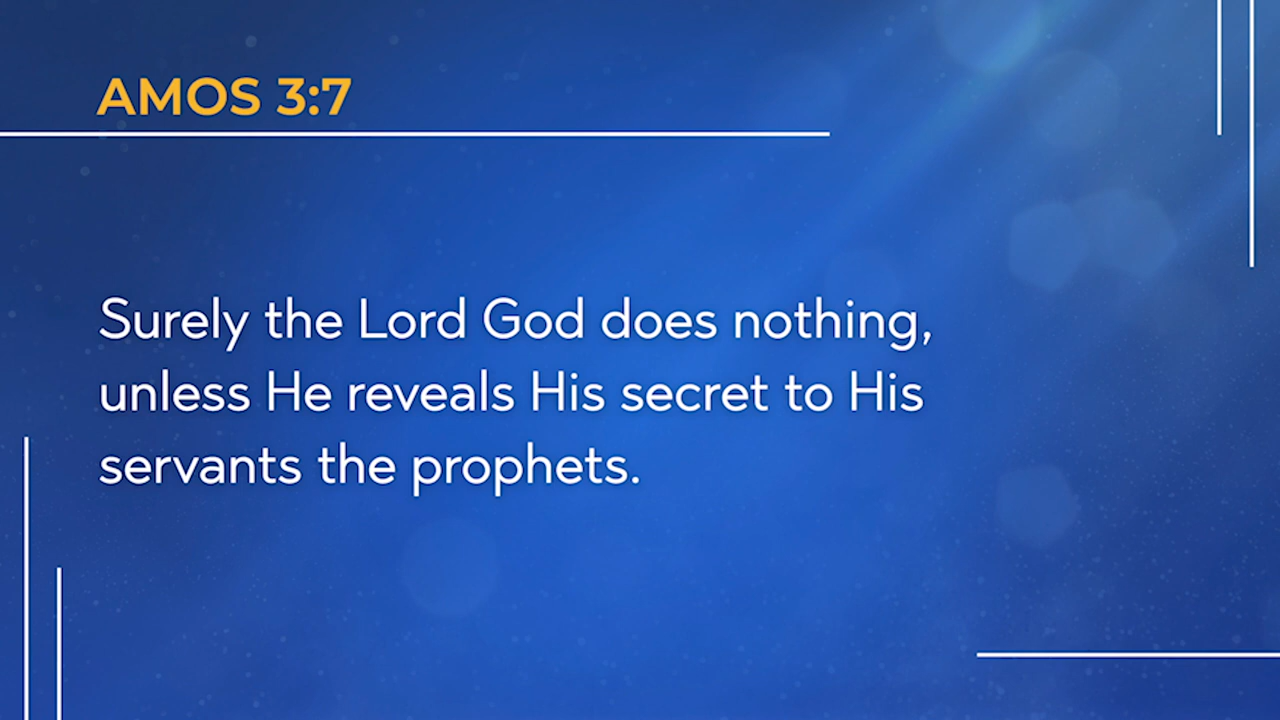 AMOS 3:7
Surely the Lord God does nothing,
unless He reveals His secret to His
servants the prophets.